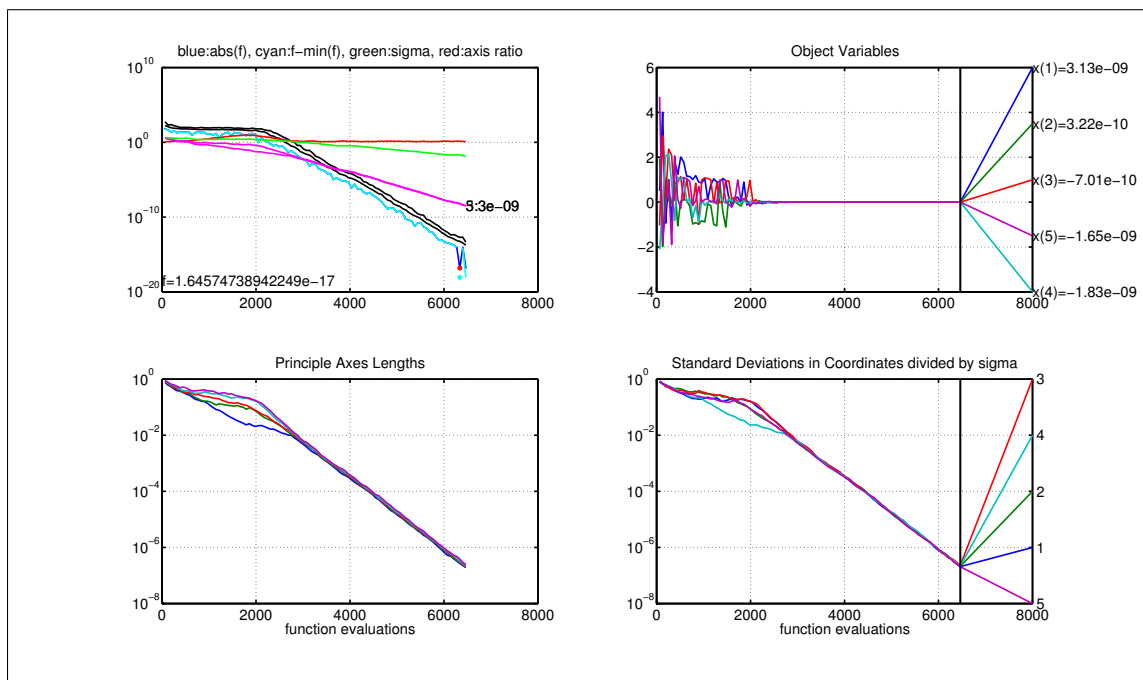 blue:abs(f), cyan:f−min(f), green:sigma, red:axis ratio
10^10
10^0
10^−10
10^−20
3.3e−09
f=1.64574738942249e−17
0 2000 4000 6000 8000
Object Variables
6
4
2
0
−2
−4
x(1)=3.13e−09
x(2)=3.22e−10
x(3)=−7.01e−10
x(5)=−1.65e−09
x(4)=−1.83e−09
0 2000 4000 6000 8000
Principle Axes Lengths
10^0
10^−2
10^−4
10^−6
10^−8
0 2000 4000 6000 8000
function evaluations
Standard Deviations in Coordinates divided by sigma
10^0
10^−2
10^−4
10^−6
10^−8
3
4
2
1
5
0 2000 4000 6000 8000
function evaluations